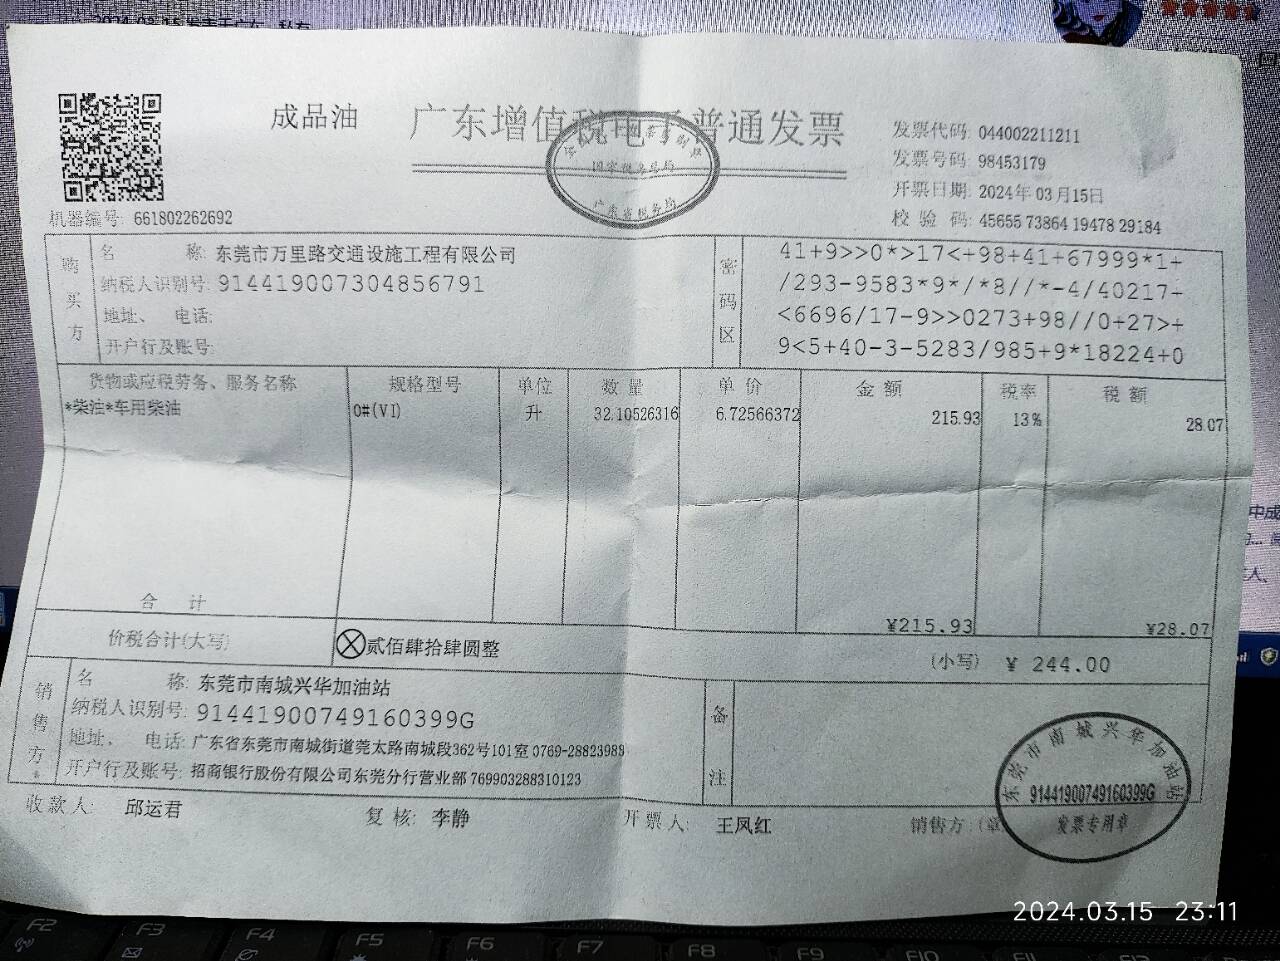 成品油 广东增值税电子普通发票
发票代码: 044002211211
发票号码: 98453179
开票日期: 2024年03月15日
校 验 码: 45655 73864 19478 29184
机器编号: 661802262692
国家税务总局
广东省税务局
购买方
名 称: 东莞市万里路交通设施工程有限公司
纳税人识别号: 914419007304856791
地址、 电话:
开户行及账号:
密码区
41+9>>0*>17<+98+41+67999*1+
/293-9583*9*/*8//*-4/40217-
<6696/17-9>>0273+98//0+27>+
9<5+40-3-5283/985+9*18224+0
货物或应税劳务、服务名称 规格型号 单位 数 量 单 价 金 额 税率 税 额
*柴油*车用柴油 0#(VI) 升 32.10526316 6.72566372 215.93 13% 28.07
合 计 ¥215.93 ¥28.07
价税合计(大写) 贰佰肆拾肆圆整 (小写) ¥ 244.00
销售方
名 称: 东莞市南城兴华加油站
纳税人识别号: 91441900749160399G
地址、 电话: 广东省东莞市南城街道莞太路南城段362号101室 0769-28823988
开户行及账号: 招商银行股份有限公司东莞分行营业部 769903288310123
备注
东莞市南城兴华加油站
91441900749160399G
发票专用章
收款人: 邱运君 复 核: 李静 开 票 人: 王凤红 销售方:(章
2024.03.15 23:11
F2 F3 F4 F5 F6 F7 F8 F9 F10